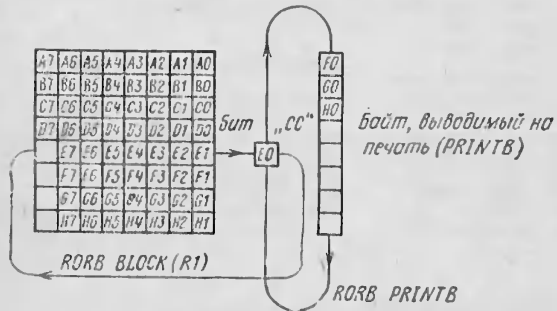 A7 A6 A5 A4 A3 A2 A1 A0
B7 B6 B5 B4 B3 B2 B1 B0
C7 C6 C5 C4 C3 C2 C1 C0
D7 D6 D5 D4 D3 D2 D1 D0
E7 E6 E5 E4 E3 E2 E1
F7 F6 F5 F4 F3 F2 F1
G7 G6 G5 G4 G3 G2 G1
H7 H6 H5 H4 H3 H2 H1
Бит
„СС"
E0
F0
G0
H0
Байт, выводимый на
печать (PRINTB)
RORB BLOCK (R1)
RORB PRINTB